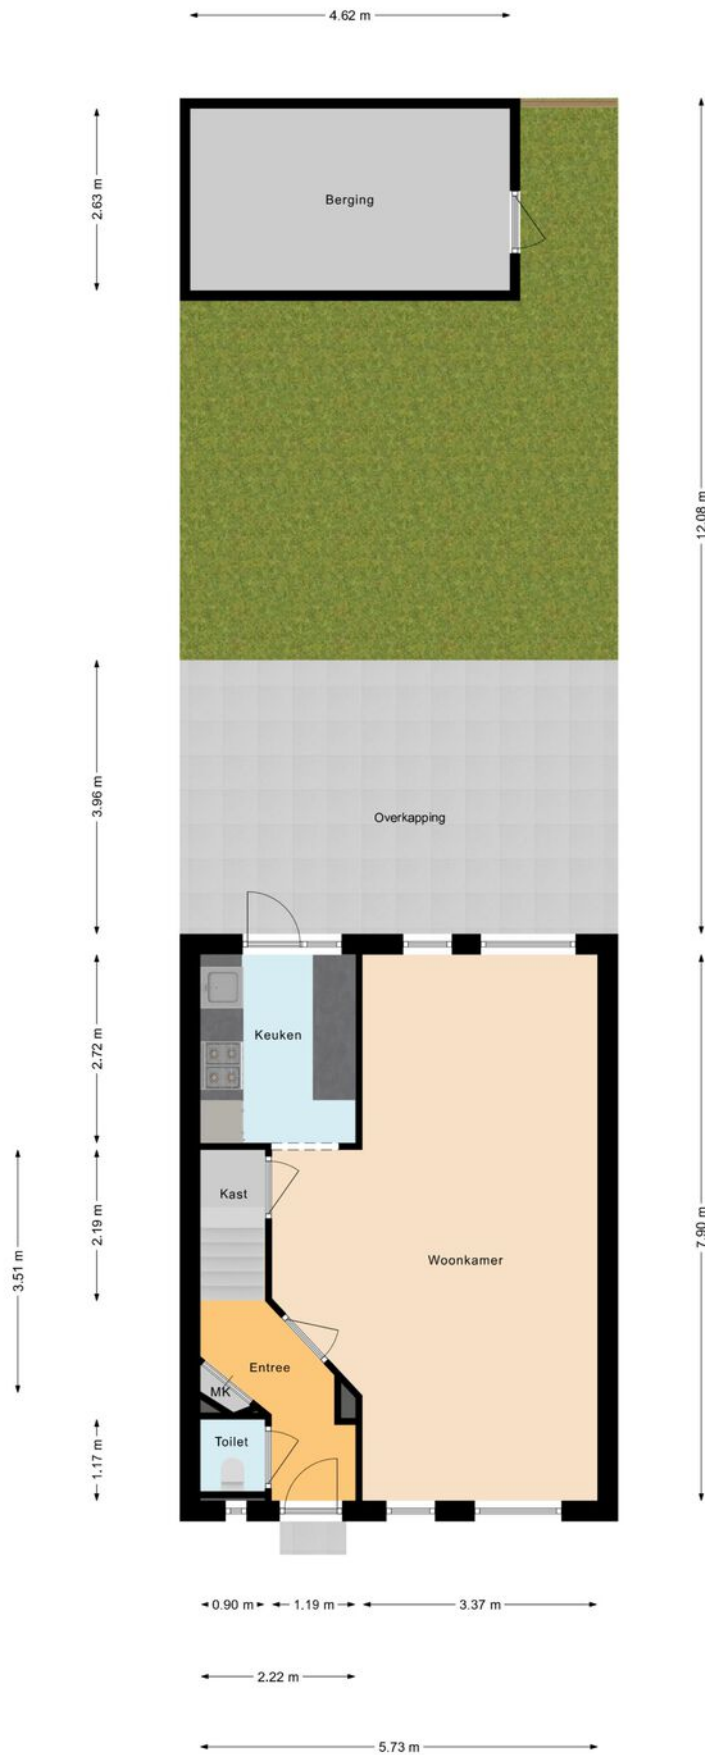 4.62 m
2.63 m
Berging
12.08 m
3.96 m
Overkapping
2.72 m
Keuken
7.90 m
Kast
2.19 m
3.51 m
Woonkamer
Entree
MK
Toilet
1.17 m
0.90 m
1.19 m
3.37 m
2.22 m
5.73 m